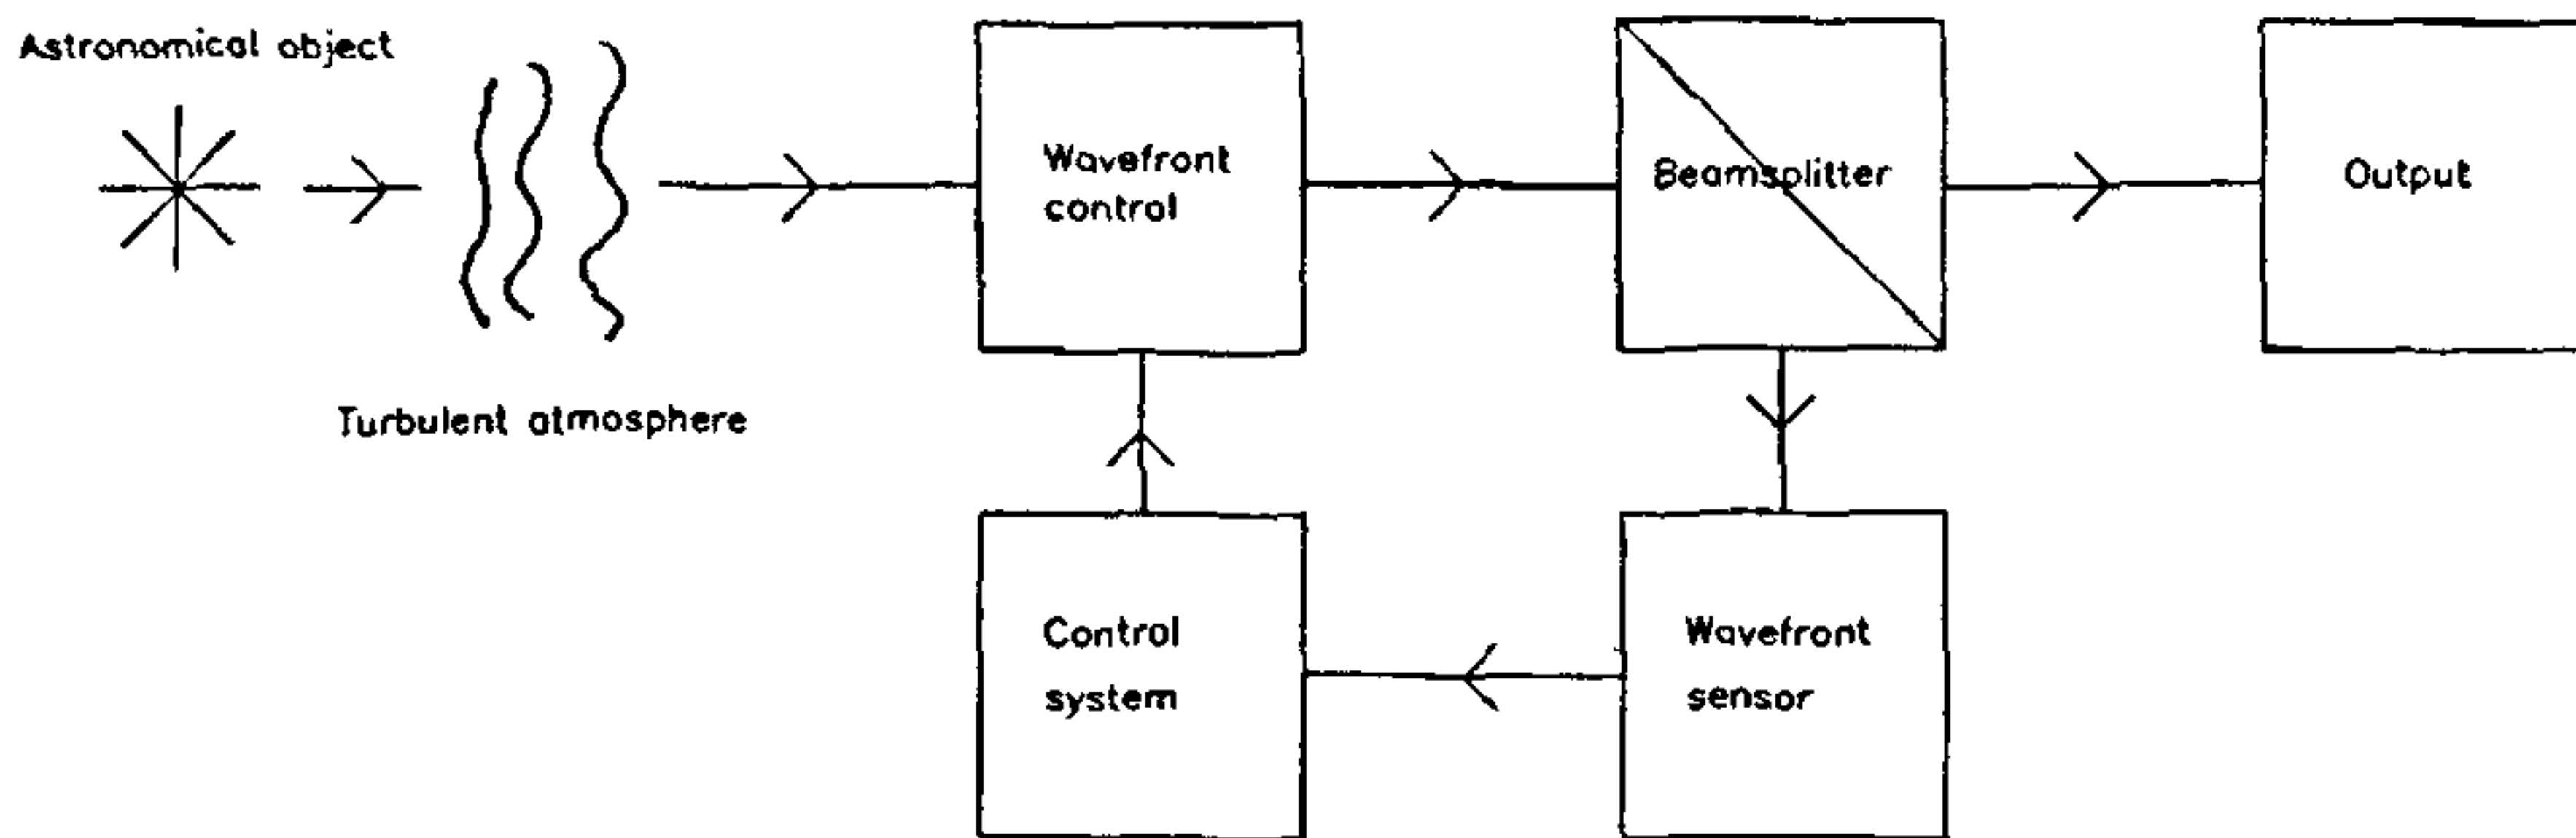 Astronomical object
Turbulent atmosphere
Wavefront
control
Beamsplitter
Output
Control
system
Wavefront
sensor